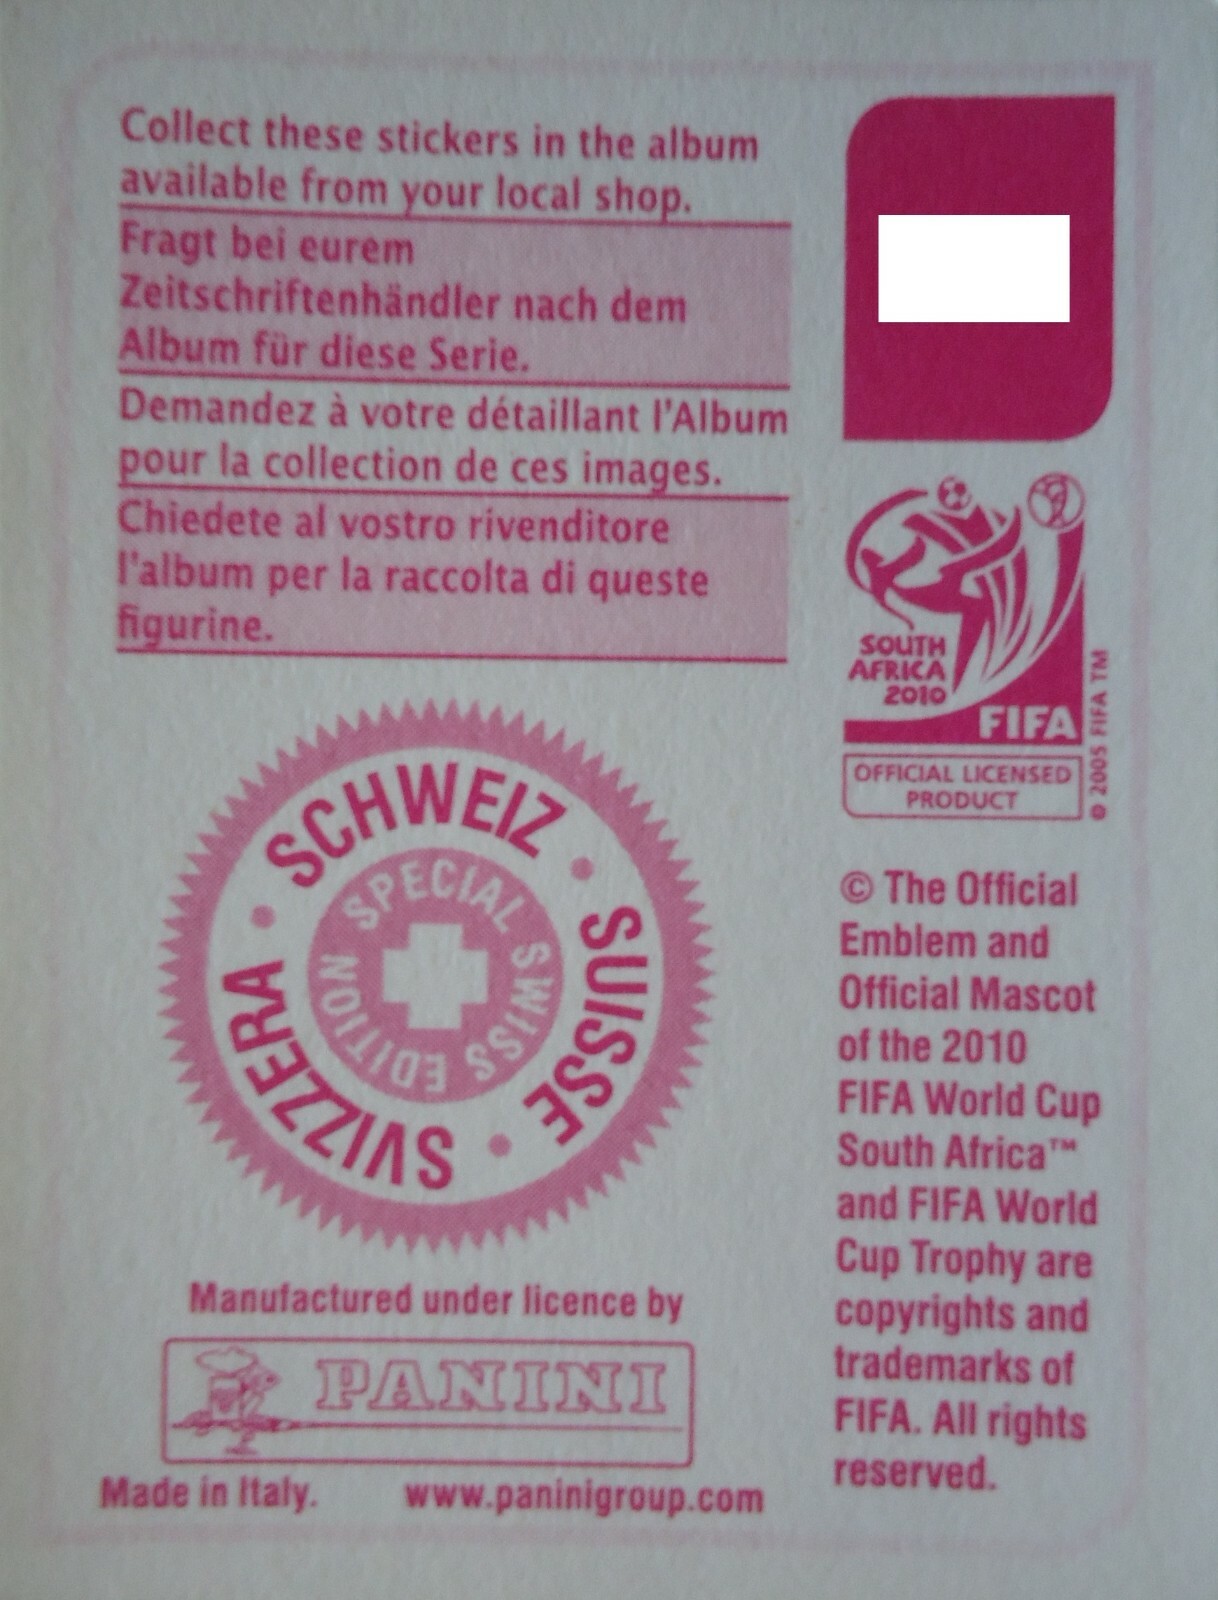 Collect these stickers in the album
available from your local shop.
Fragt bei eurem
Zeitschriftenhändler nach dem
Album für diese Serie.
Demandez à votre détaillant l'Album
pour la collection de ces images.
Chiedete al vostro rivenditore
l'album per la raccolta di queste
figurine.
SCHWEIZ • SUISSE • SVIZZERA •
SPECIAL SWISS EDITION
Manufactured under licence by
PANINI
Made in Italy. www.paninigroup.com
SOUTH
AFRICA
2010
FIFA
© 2005 FIFA TM
OFFICIAL LICENSED
PRODUCT
© The Official
Emblem and
Official Mascot
of the 2010
FIFA World Cup
South Africa™
and FIFA World
Cup Trophy are
copyrights and
trademarks of
FIFA. All rights
reserved.